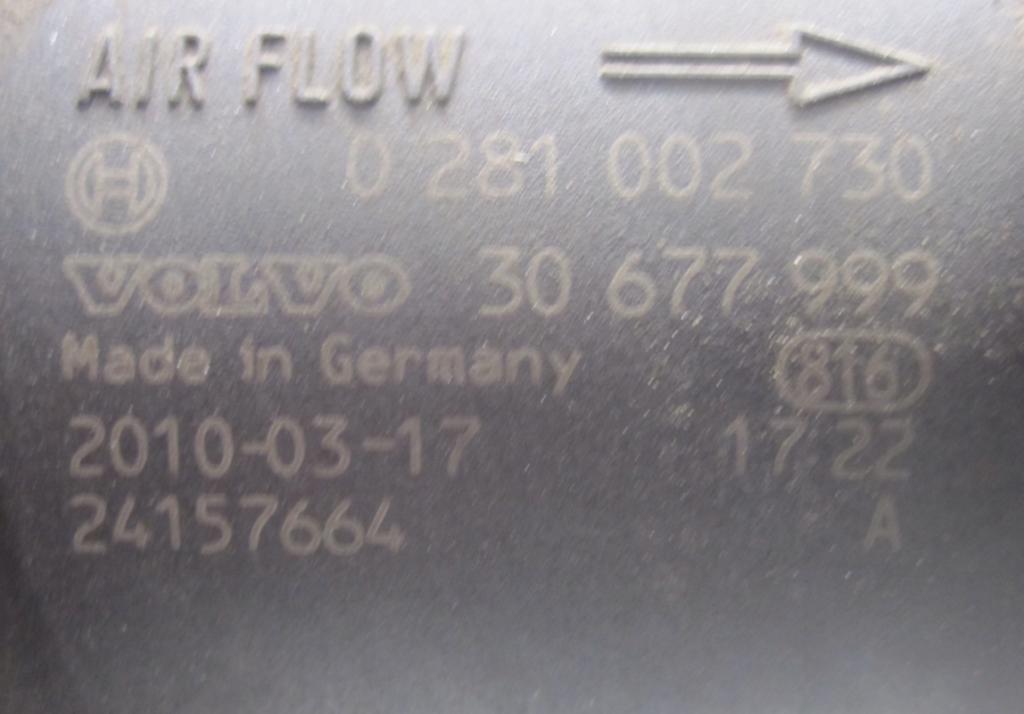 AIR FLOW
0 281 002 730
VOLVO 30 677 999
Made in Germany 816
2010-03-17 17 22
24157664 A